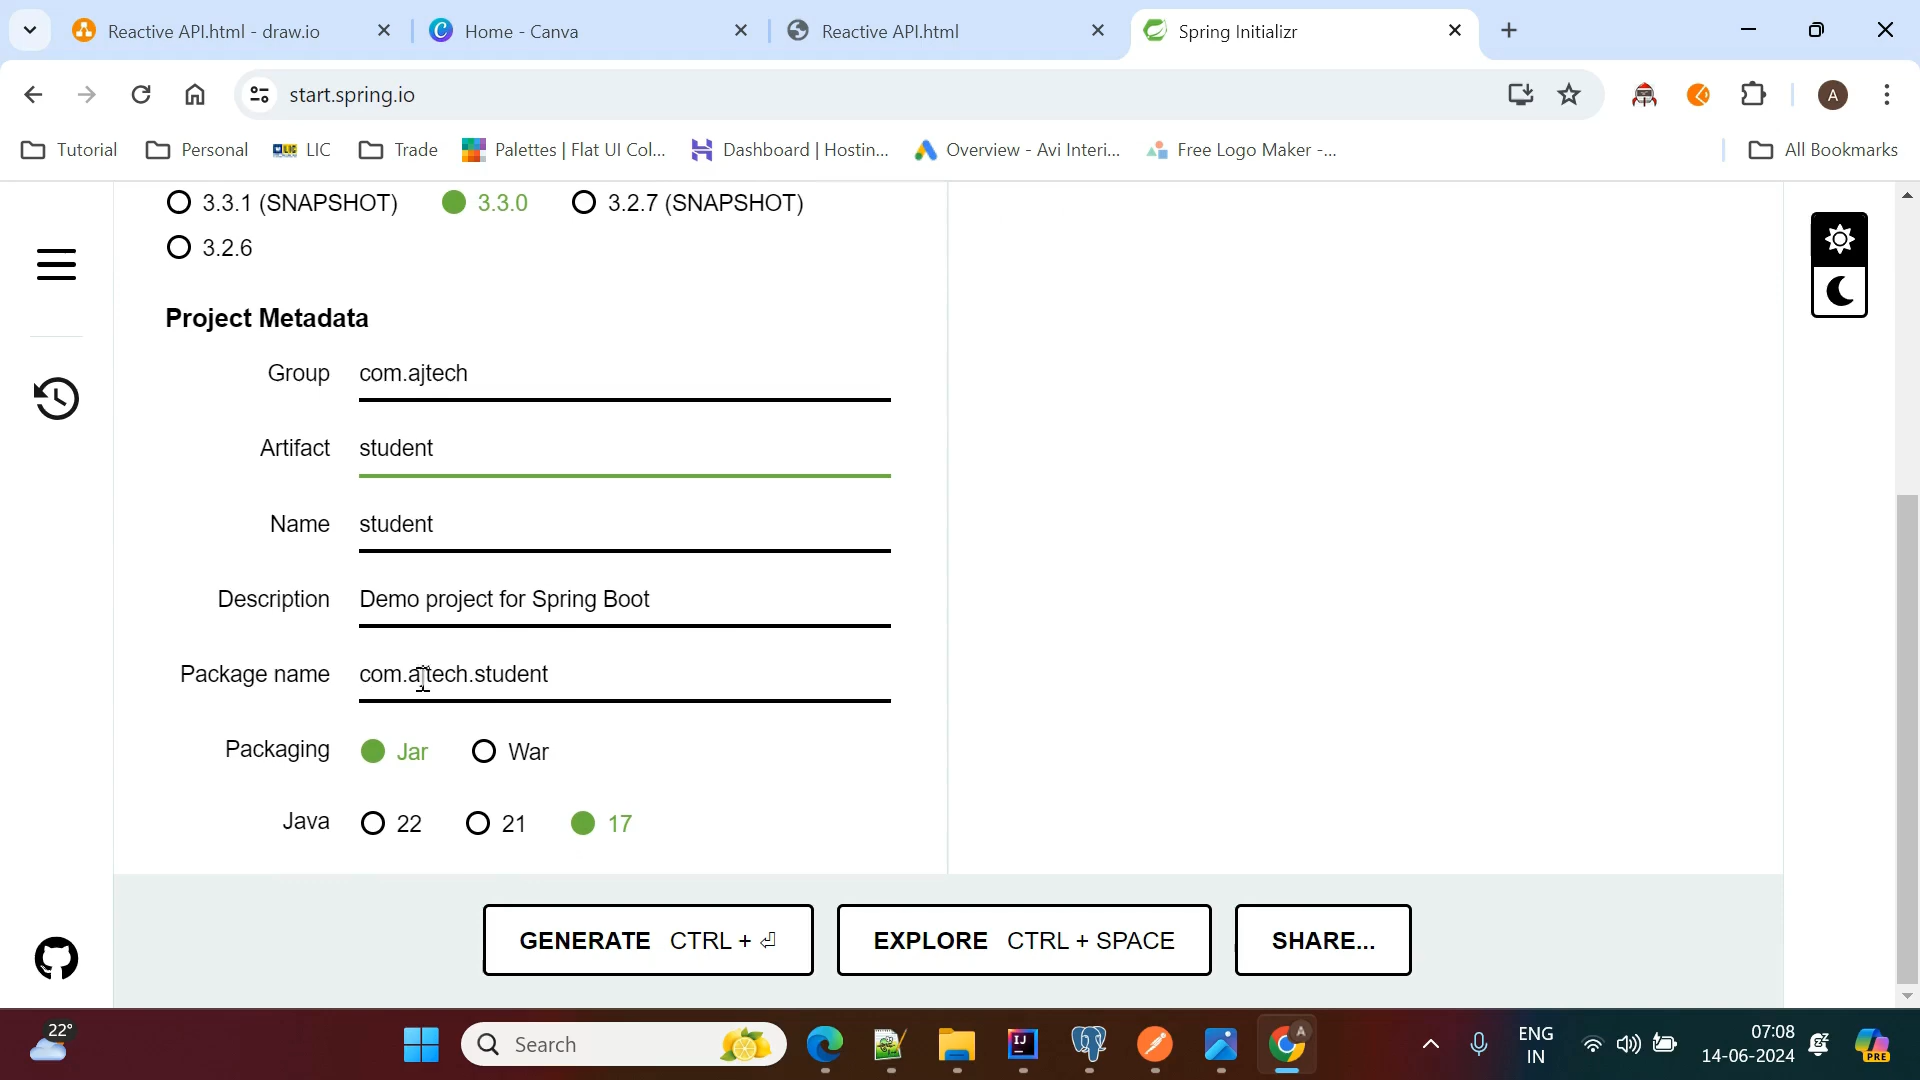 Reactive API.html - draw.io
Home - Canva
Reactive API.html
Spring Initializr
start.spring.io
A
Tutorial
Personal
LIC
Trade
Palettes | Flat UI Col...
Dashboard | Hostin...
Overview - Avi Interi...
Free Logo Maker -...
All Bookmarks
3.3.1 (SNAPSHOT) 3.3.0 3.2.7 (SNAPSHOT)
3.2.6
Project Metadata
Group com.ajtech
Artifact student
Name student
Description Demo project for Spring Boot
Package name com.ajtech.student
Packaging Jar War
Java 22 21 17
GENERATE CTRL + ⏎
EXPLORE CTRL + SPACE
SHARE...
22°
Search
IJ
A
ENG
IN
07:08
14-06-2024
PRE